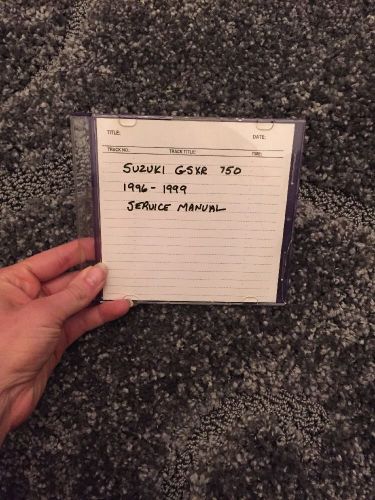 TITLE: DATE:
TRACK NO. TRACK TITLE: TIME:
SUZUKI GSXR 750
1996-1999
SERVICE MANUAL